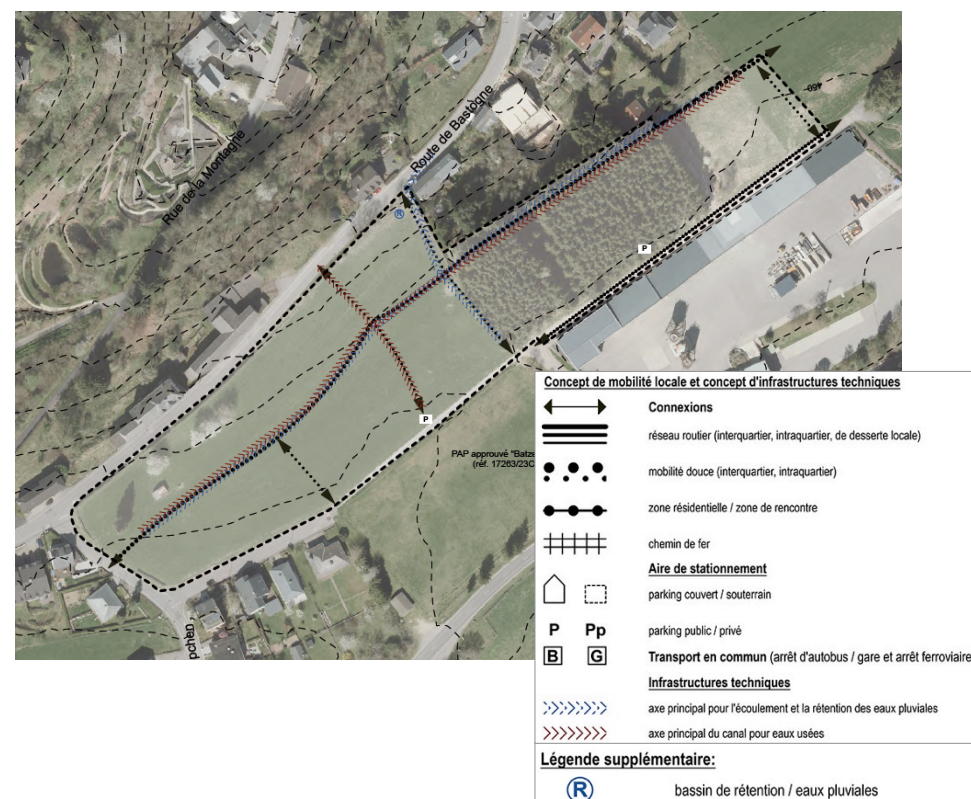 Rue de la Montagne
Route de Bastogne
450
R
P
P
PAP approuvé "Batze
(réf. 17263/23C
Concept de mobilité locale et concept d'infrastructures techniques
Connexions
réseau routier (interquartier, intraquartier, de desserte locale)
mobilité douce (interquartier, intraquartier)
zone résidentielle / zone de rencontre
chemin de fer
Aire de stationnement
parking couvert / souterrain
P Pp parking public / privé
B G Transport en commun (arrêt d'autobus / gare et arrêt ferroviaire
Infrastructures techniques
axe principal pour l'écoulement et la rétention des eaux pluviales
axe principal du canal pour eaux usées
Légende supplémentaire:
R bassin de rétention / eaux pluviales